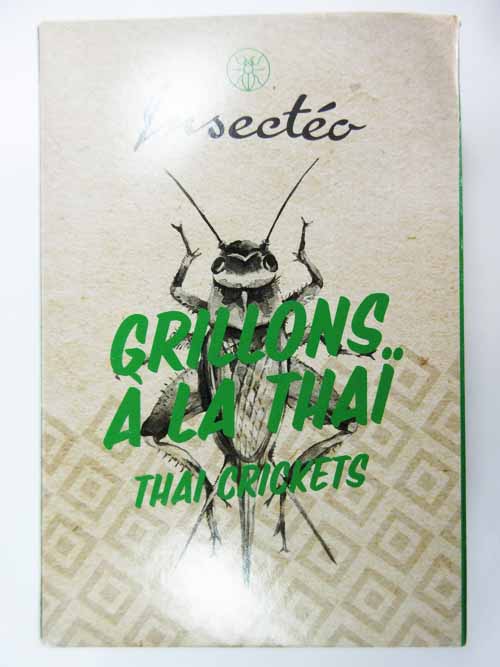 Insectéo
GRILLONS
À LA THAÏ
THAI CRICKETS